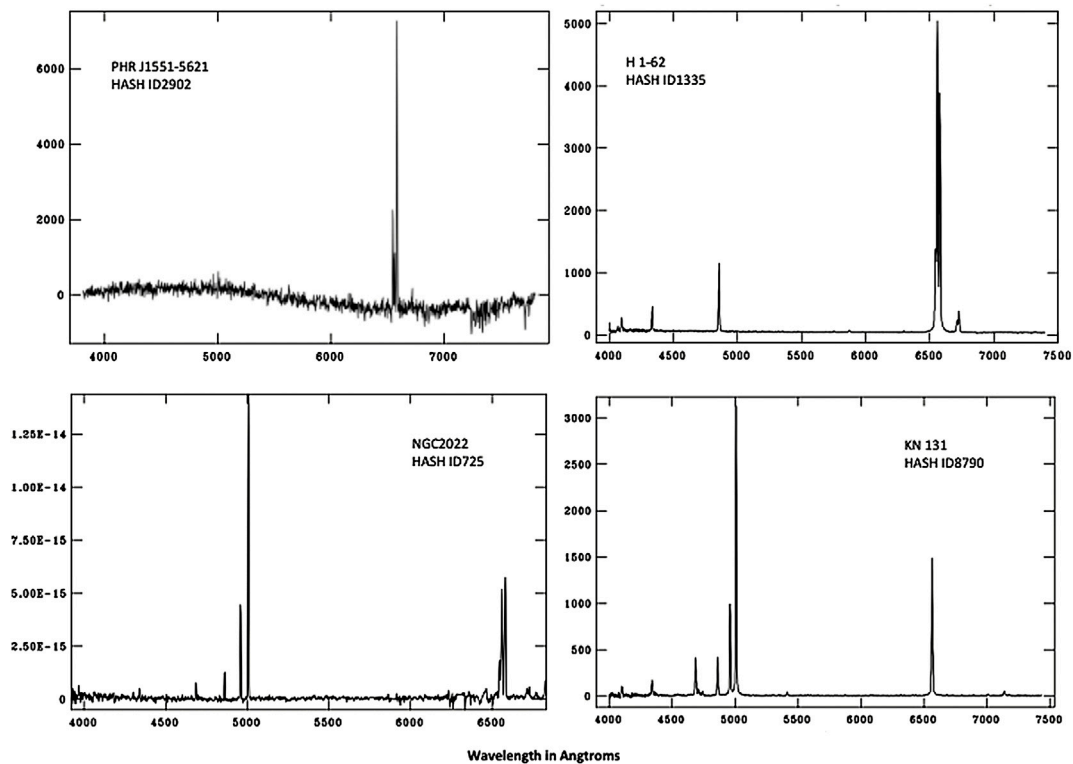 PHR J1551-5621
HASH ID2902
6000
4000
2000
0
4000 5000 6000 7000
H 1-62
HASH ID1335
5000
4000
3000
2000
1000
0
4000 4500 5000 5500 6000 6500 7000 7500
NGC2022
HASH ID725
1.25E-14
1.00E-14
7.50E-15
5.00E-15
2.50E-15
0
4000 4500 5000 5500 6000 6500
KN 131
HASH ID8790
3000
2500
2000
1500
1000
500
0
4000 4500 5000 5500 6000 6500 7000 7500
Wavelength in Angtroms